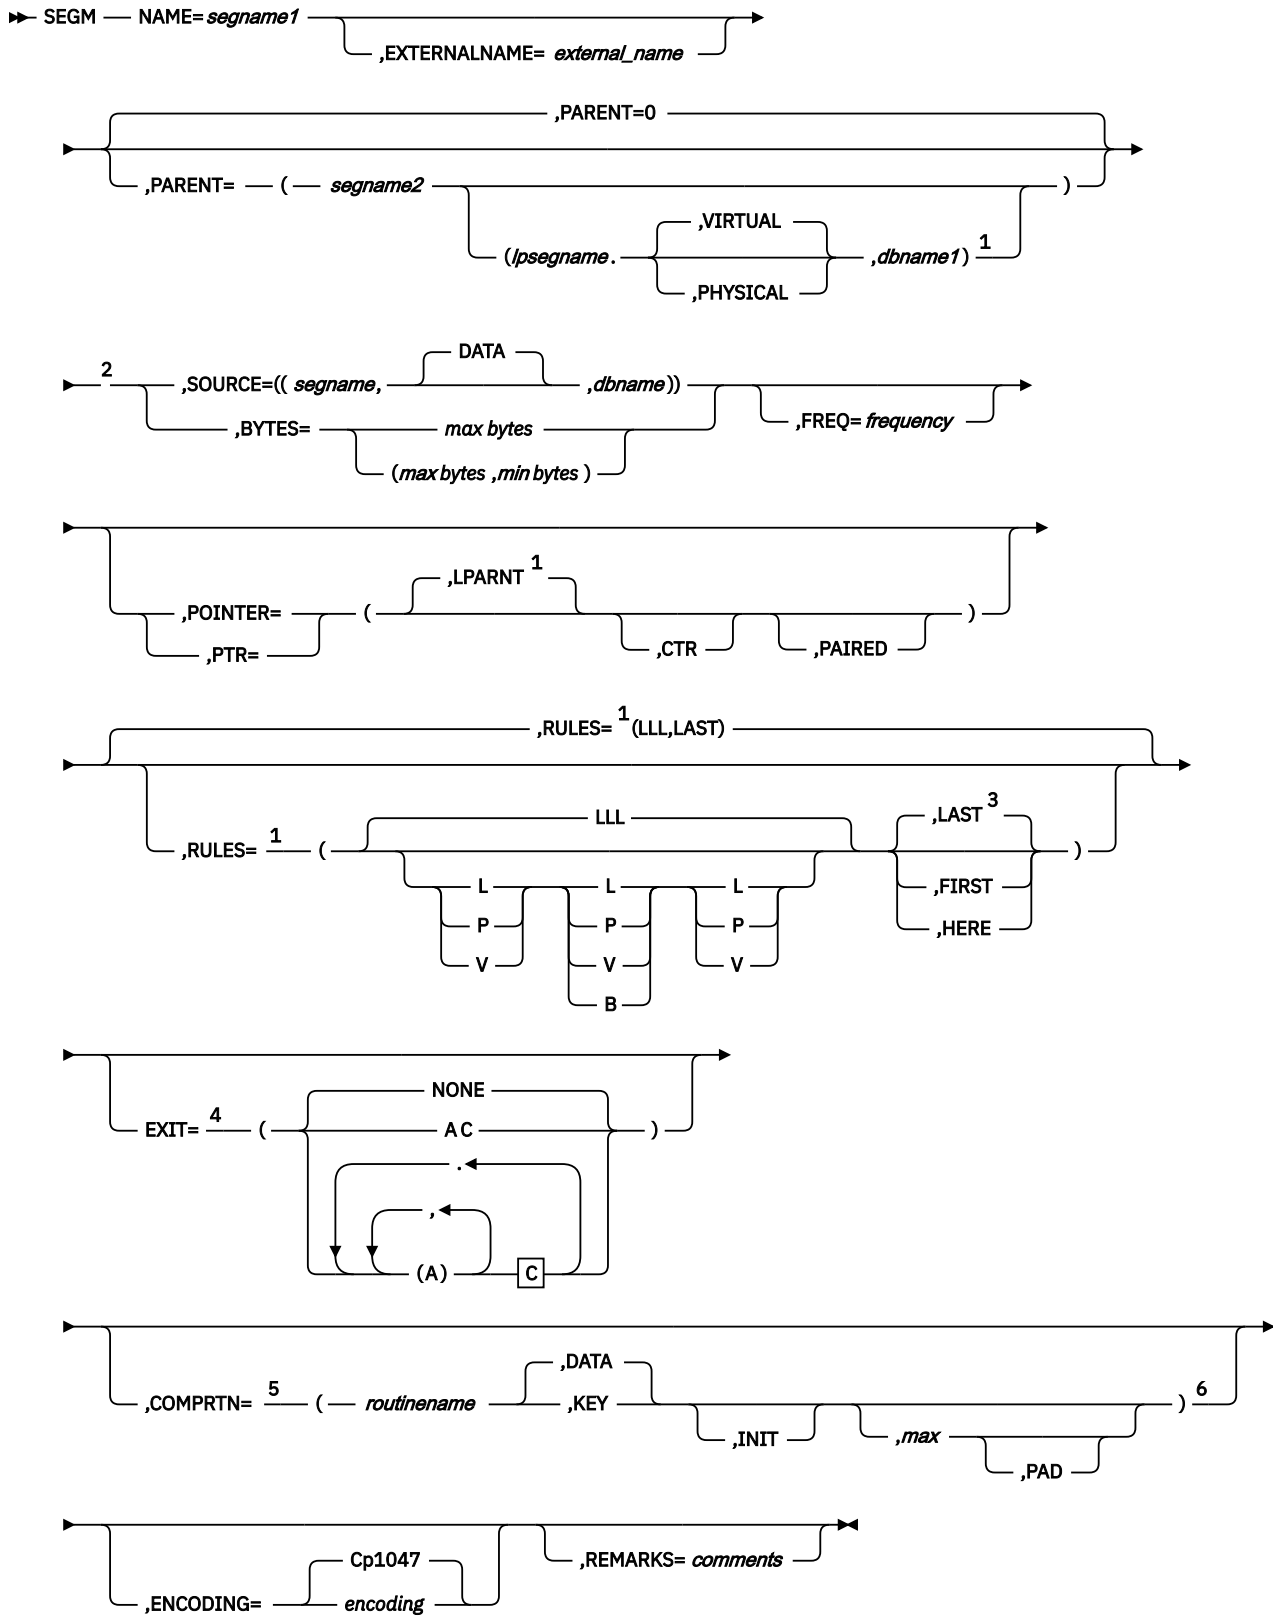 SEGM NAME= segname1
,EXTERNALNAME= external_name
,PARENT=0
,PARENT= ( segname2 )
,VIRTUAL
(lpsegname. ,dbname1) 1
,PHYSICAL
DATA
2 ,SOURCE=(( segname, ,dbname))
,FREQ= frequency
,BYTES= max bytes
(max bytes ,min bytes )
,LPARNT 1
,POINTER= ( )
,PTR= ,CTR ,PAIRED
,RULES= 1 (LLL,LAST)
LLL ,LAST 3
,RULES= 1 ( )
L L L ,FIRST
P P P ,HERE
V V V
B
NONE
EXIT= 4 ( A C )
.
,
(A) C
,DATA
,COMPRTN= 5 ( routinename ,KEY ) 6
,INIT ,max
,PAD
Cp1047 ,REMARKS= comments
,ENCODING= encoding